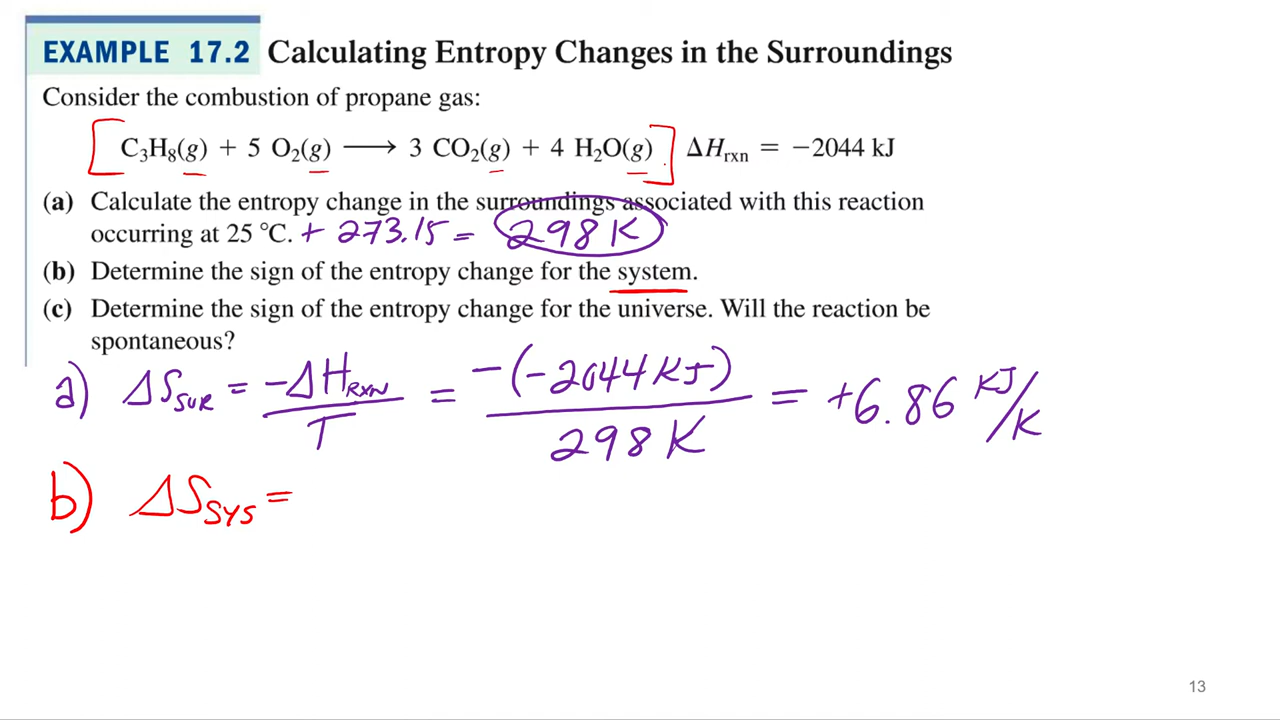 EXAMPLE 17.2 Calculating Entropy Changes in the Surroundings
Consider the combustion of propane gas:
[C₃H₈(g) + 5 O₂(g) ⟶ 3 CO₂(g) + 4 H₂O(g)] ΔHrxn = −2044 kJ
(a) Calculate the entropy change in the surroundings associated with this reaction
occurring at 25 °C. + 273.15 = 298 K
(b) Determine the sign of the entropy change for the system.
(c) Determine the sign of the entropy change for the universe. Will the reaction be
spontaneous?
a) ΔS_SUR = −ΔH_RXN / T = −(−2044 KJ) / 298 K = +6.86 KJ/K
b) ΔS_SYS =
13